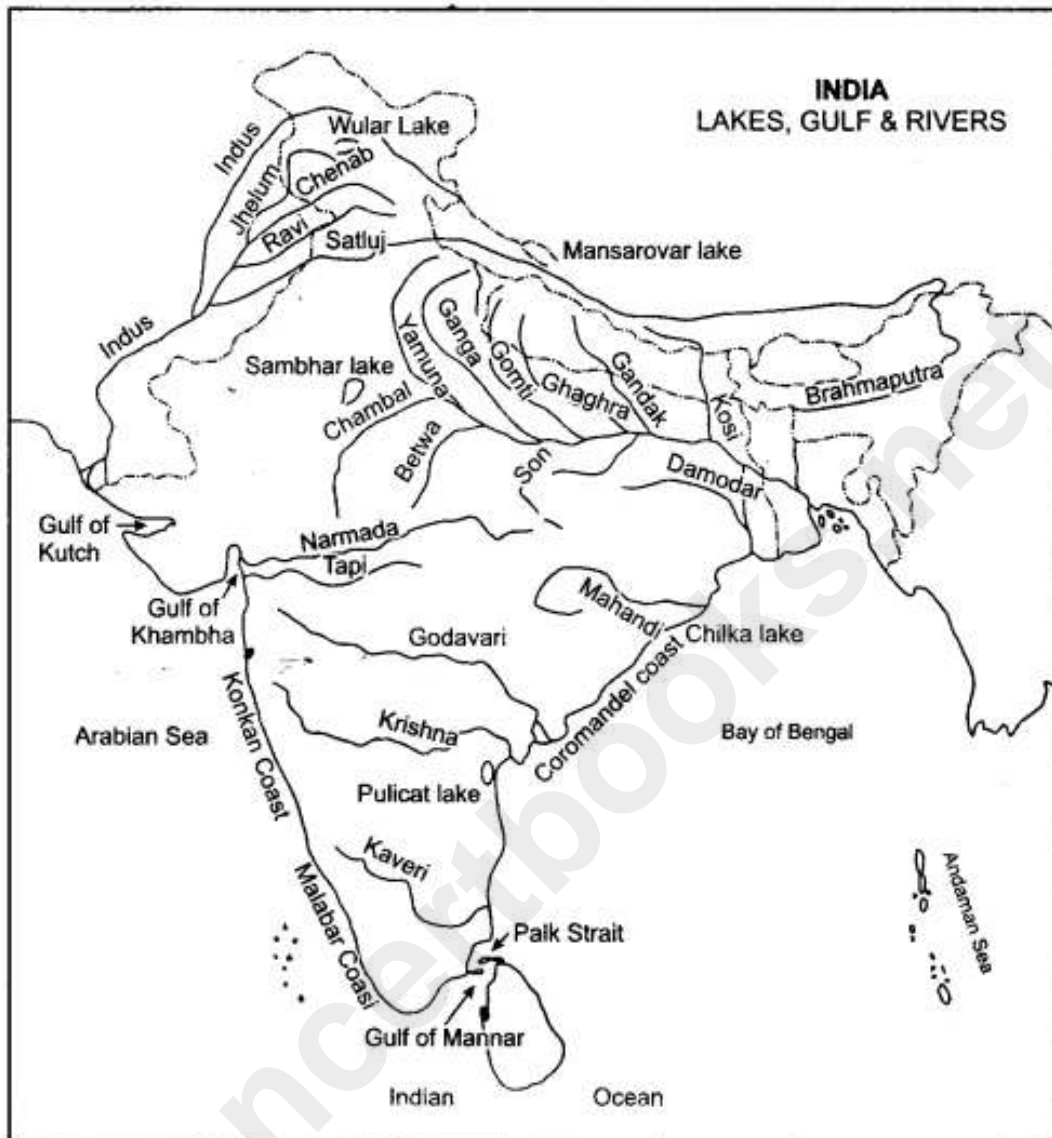 INDIA
LAKES, GULF & RIVERS
Wular Lake
Indus
Jhelum
Chenab
Ravi
Satluj
Mansarovar lake
Indus
Sambhar lake
Chambal
Yamuna
Ganga
Gomti
Ghaghra
Gandak
Kosi
Brahmaputra
Betwa
Son
Damodar
Gulf of
Kutch
Narmada
Tapi
Gulf of
Khambha
Mahandi
Chilka lake
Godavari
Coromandel coast
Konkan Coast
Krishna
Arabian Sea
Bay of Bengal
Pulicat lake
Kaveri
Malabar Coasi
Palk Strait
Andaman Sea
Gulf of Mannar
Indian Ocean
ncertbooks.net